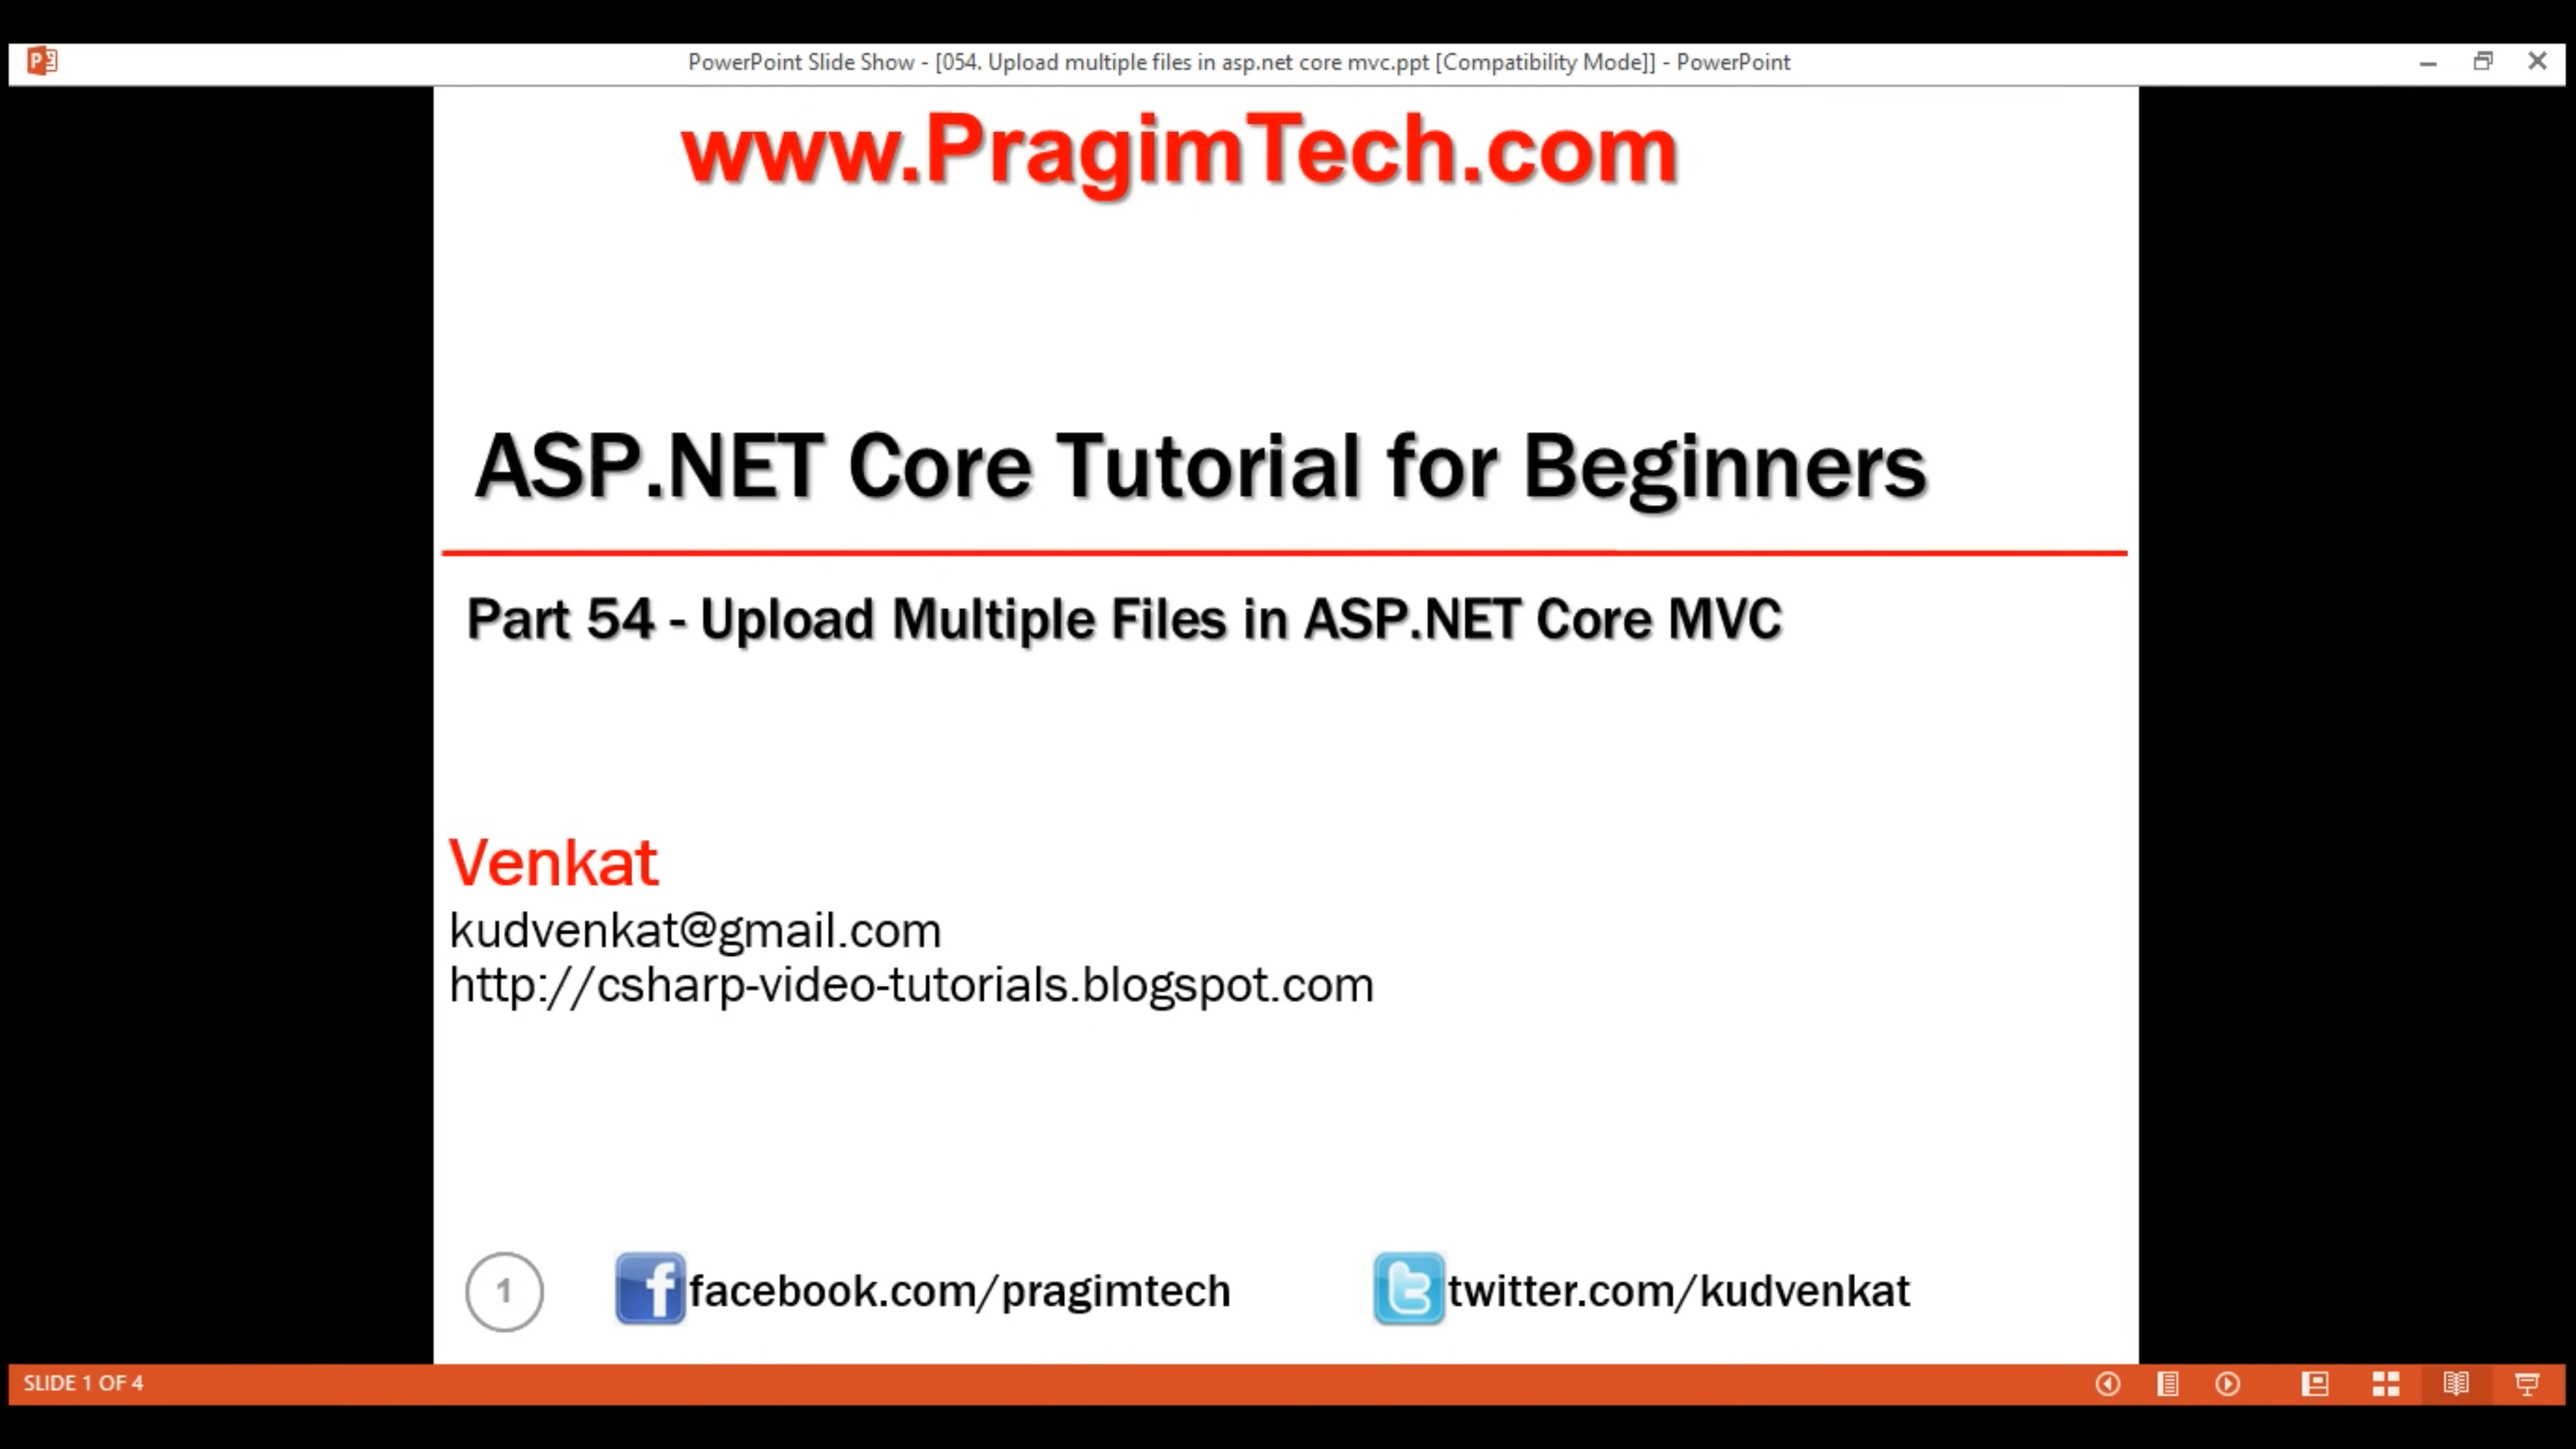 PowerPoint Slide Show - [054. Upload multiple files in asp.net core mvc.ppt [Compatibility Mode]] - PowerPoint
www.PragimTech.com
ASP.NET Core Tutorial for Beginners
Part 54 - Upload Multiple Files in ASP.NET Core MVC
Venkat
kudvenkat@gmail.com
http://csharp-video-tutorials.blogspot.com
1 facebook.com/pragimtech twitter.com/kudvenkat
SLIDE 1 OF 4